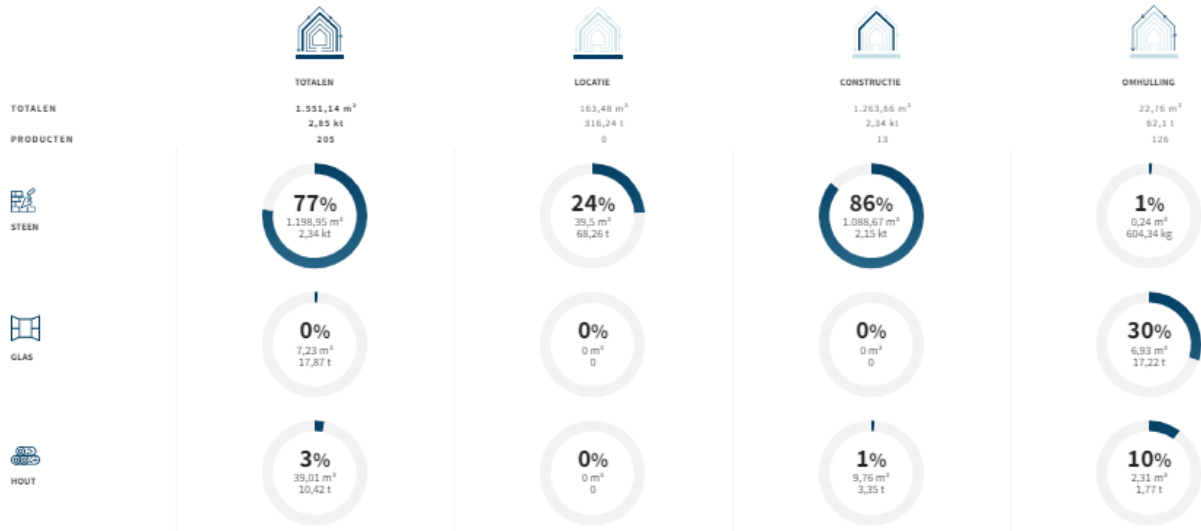 TOTALEN LOCATIE CONSTRUCTIE OMHULLING
TOTALEN 1.551,14 m³ 163,48 m³ 1.263,66 m³ 22,76 m³
2,85 kt 316,24 t 2,34 kt 62,1 t
PRODUCTEN 205 0 13 126
77% 24% 86% 1%
1.198,95 m³ 39,5 m³ 1.088,67 m³ 0,24 m³
STEEN 2,34 kt 68,26 t 2,15 kt 604,34 kg
0% 0% 0% 30%
7,23 m³ 0 m³ 0 m³ 6,93 m³
GLAS 17,87 t 0 0 17,22 t
3% 0% 1% 10%
39,01 m³ 0 m³ 9,76 m³ 2,31 m³
HOUT 10,42 t 0 3,35 t 1,77 t